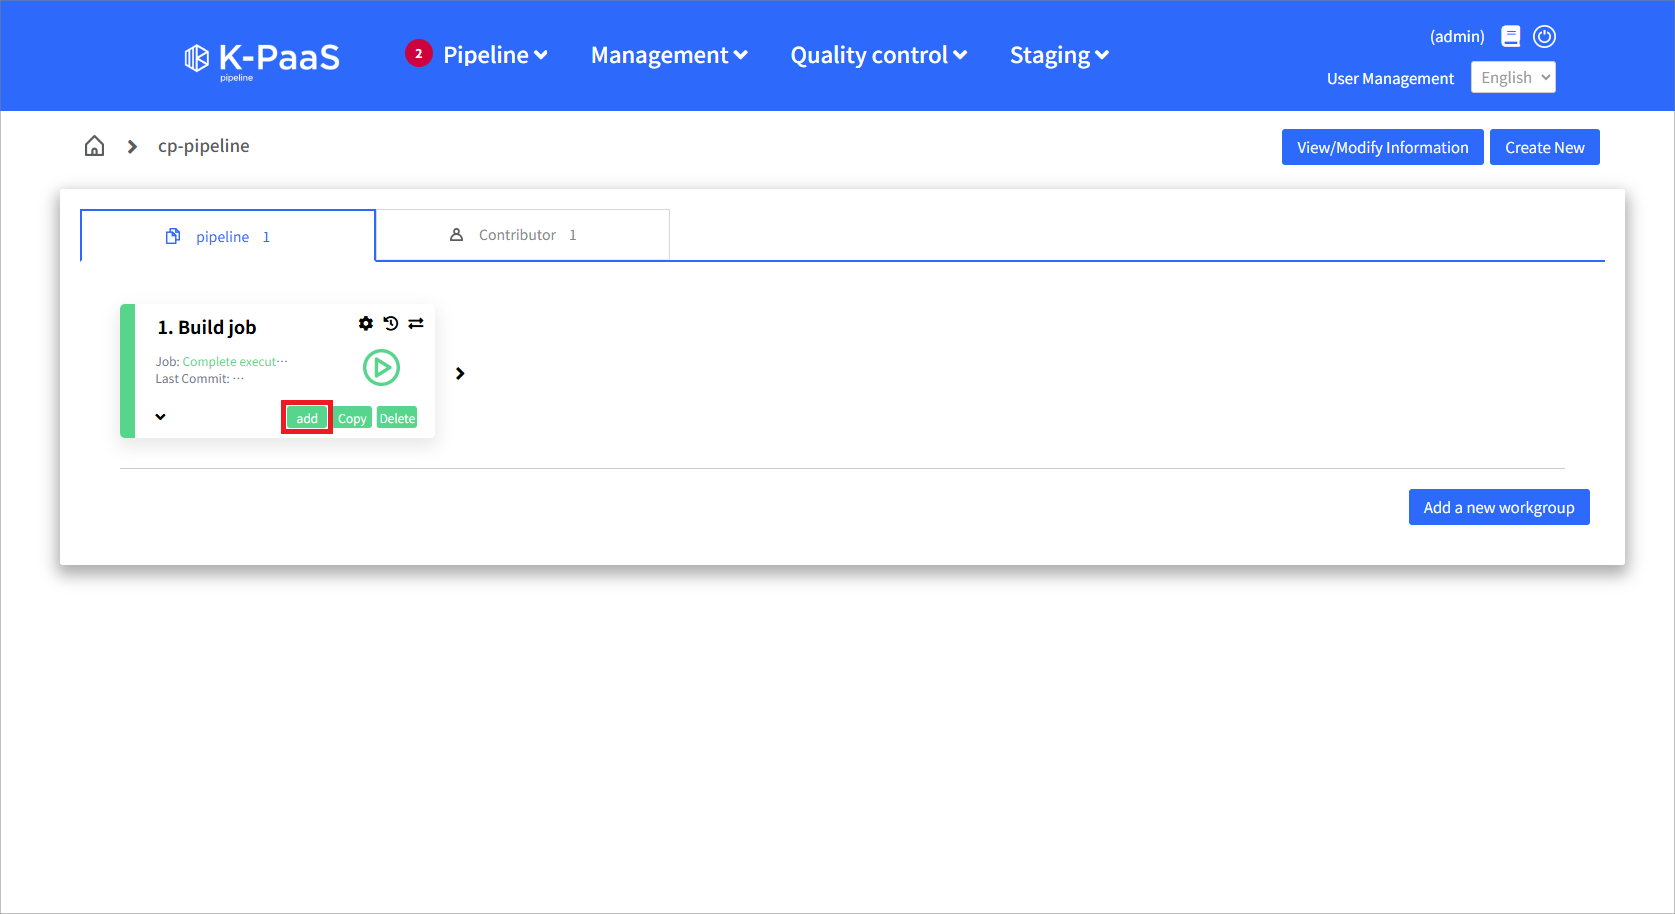 K-PaaS
pipeline
2 Pipeline
Management
Quality control
Staging
(admin)
User Management
English
cp-pipeline
View/Modify Information
Create New
pipeline 1
Contributor 1
1. Build job
Job: Complete execut···
Last Commit: ···
add
Copy
Delete
Add a new workgroup